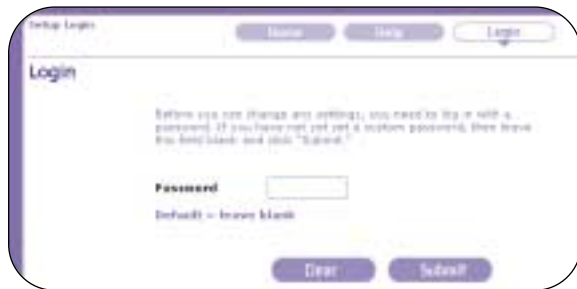 Setup Login
Home Help Login
Login
Before you can change any settings, you need to log in with a
password. If you have not yet set a custom password, then leave
this field blank and click "Submit."
Password
Default = leave blank
Clear Submit